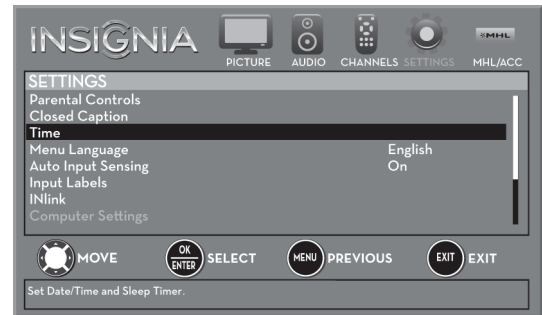 INSIGNIA
PICTURE AUDIO CHANNELS SETTINGS MHL/ACC
MHL
SETTINGS
Parental Controls
Closed Caption
Time
Menu Language English
Auto Input Sensing On
Input Labels
INlink
Computer Settings
MOVE OK/ENTER SELECT MENU PREVIOUS EXIT EXIT
Set Date/Time and Sleep Timer.